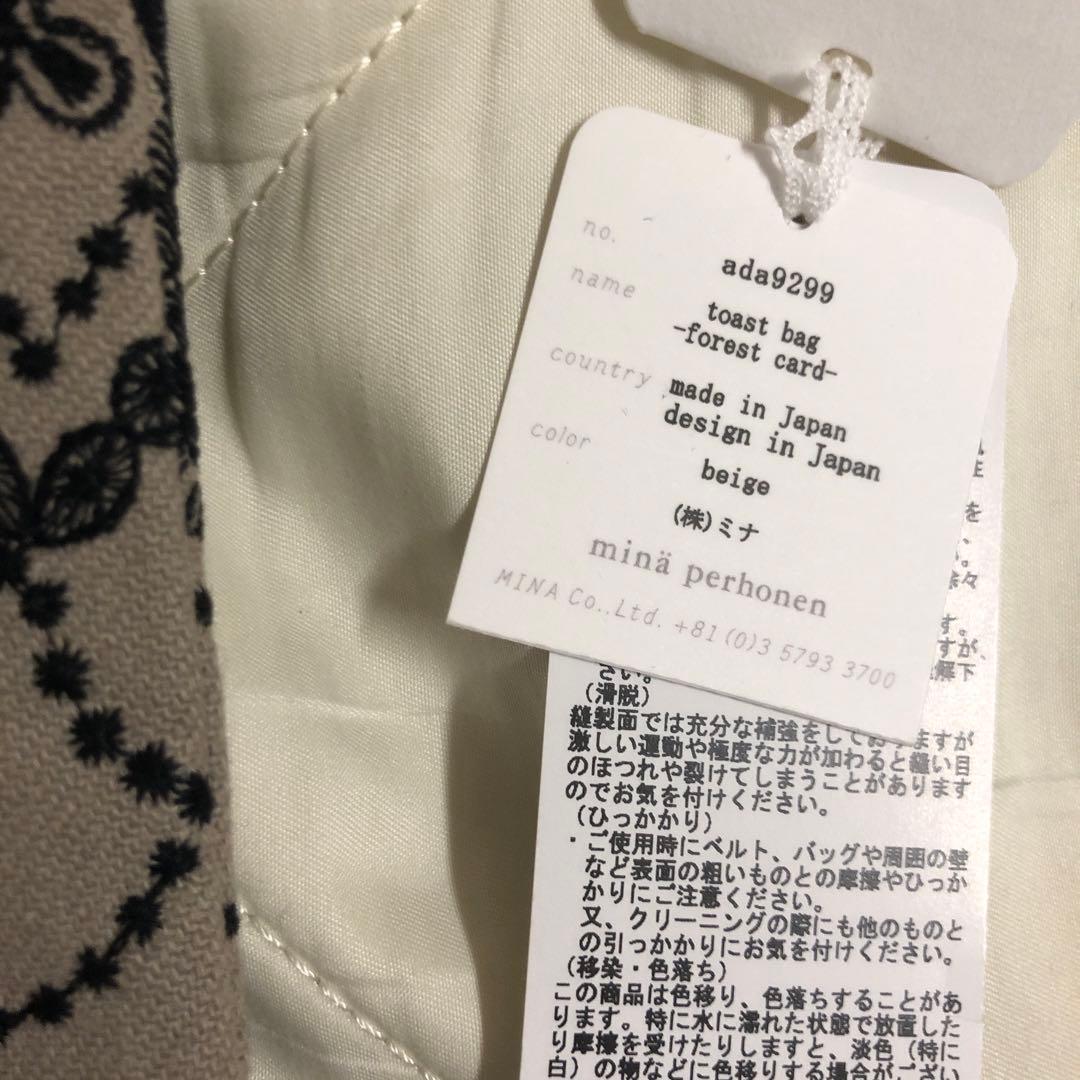 no. ada9299
name toast bag
-forest card-
country made in Japan
design in Japan
color beige
(株)ミナ
minä perhonen
MINA Co.,Ltd. +81(0)3 5793 3700
を
、
す。
すが、
解下
さい。
(滑脱)
縫製面では充分な補強をしておりますが
激しい運動や極度な力が加わると縫い目
のほつれや裂けてしまうことがあります
のでお気を付けください。
(ひっかかり)
・ご使用時にベルト、バッグや周囲の壁
など表面の粗いものとの摩擦やひっか
かりにご注意ください。
又、クリーニングの際にも他のものと
の引っかかりにお気を付けください。
(移染・色落ち)
この商品は色移り、色落ちすることがあ
ります。特に水に濡れた状態で放置した
り摩擦を受けたりしますと、淡色(特に
白)の物などに色移りする場合がござい